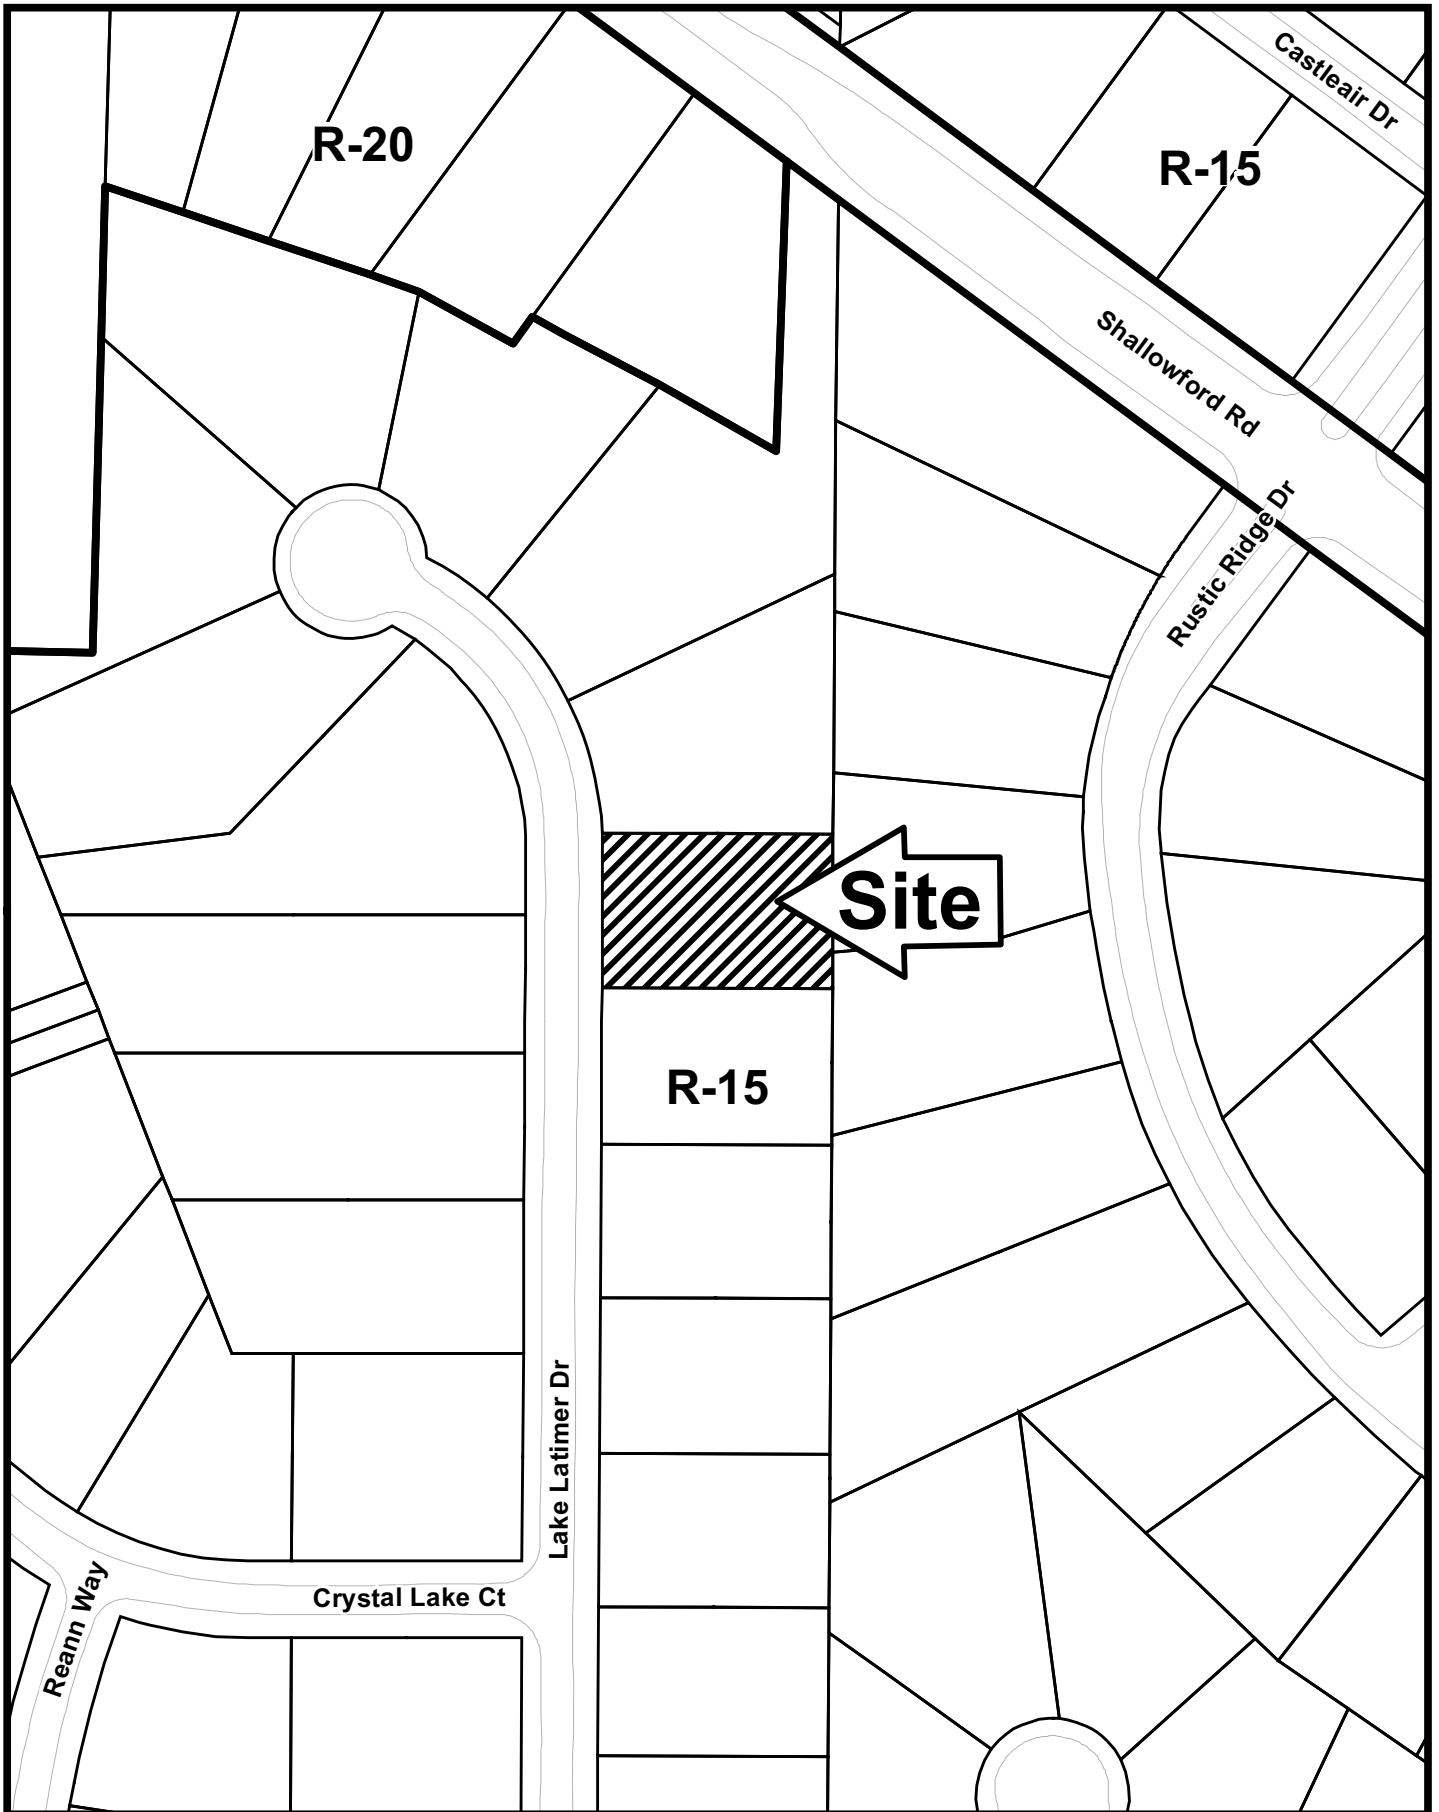 Castleair Dr
R-20
R-15
Shallowford Rd
Rustic Ridge Dr
Site
R-15
Lake Latimer Dr
Crystal Lake Ct
Reann Way